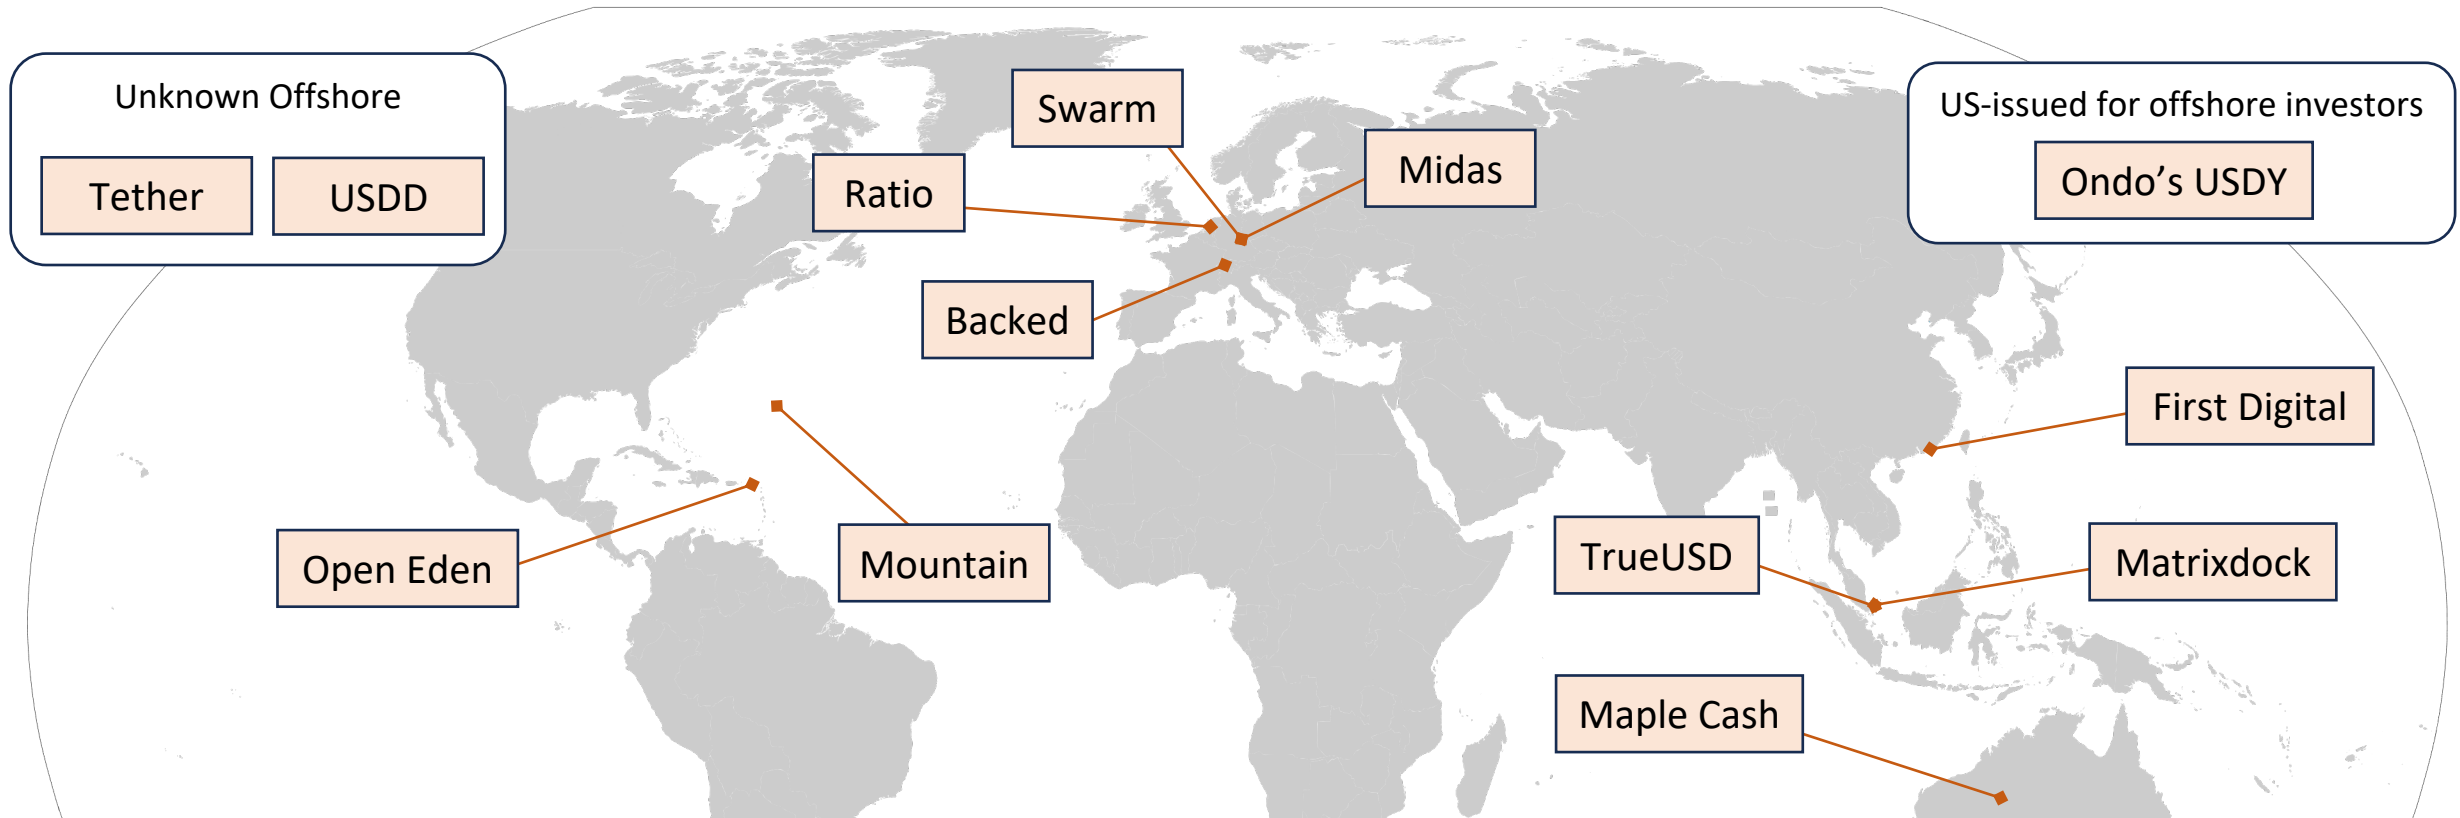 Unknown Offshore
Tether
USDD
US-issued for offshore investors
Ondo’s USDY
Swarm
Midas
Ratio
Backed
First Digital
Open Eden
Mountain
TrueUSD
Matrixdock
Maple Cash